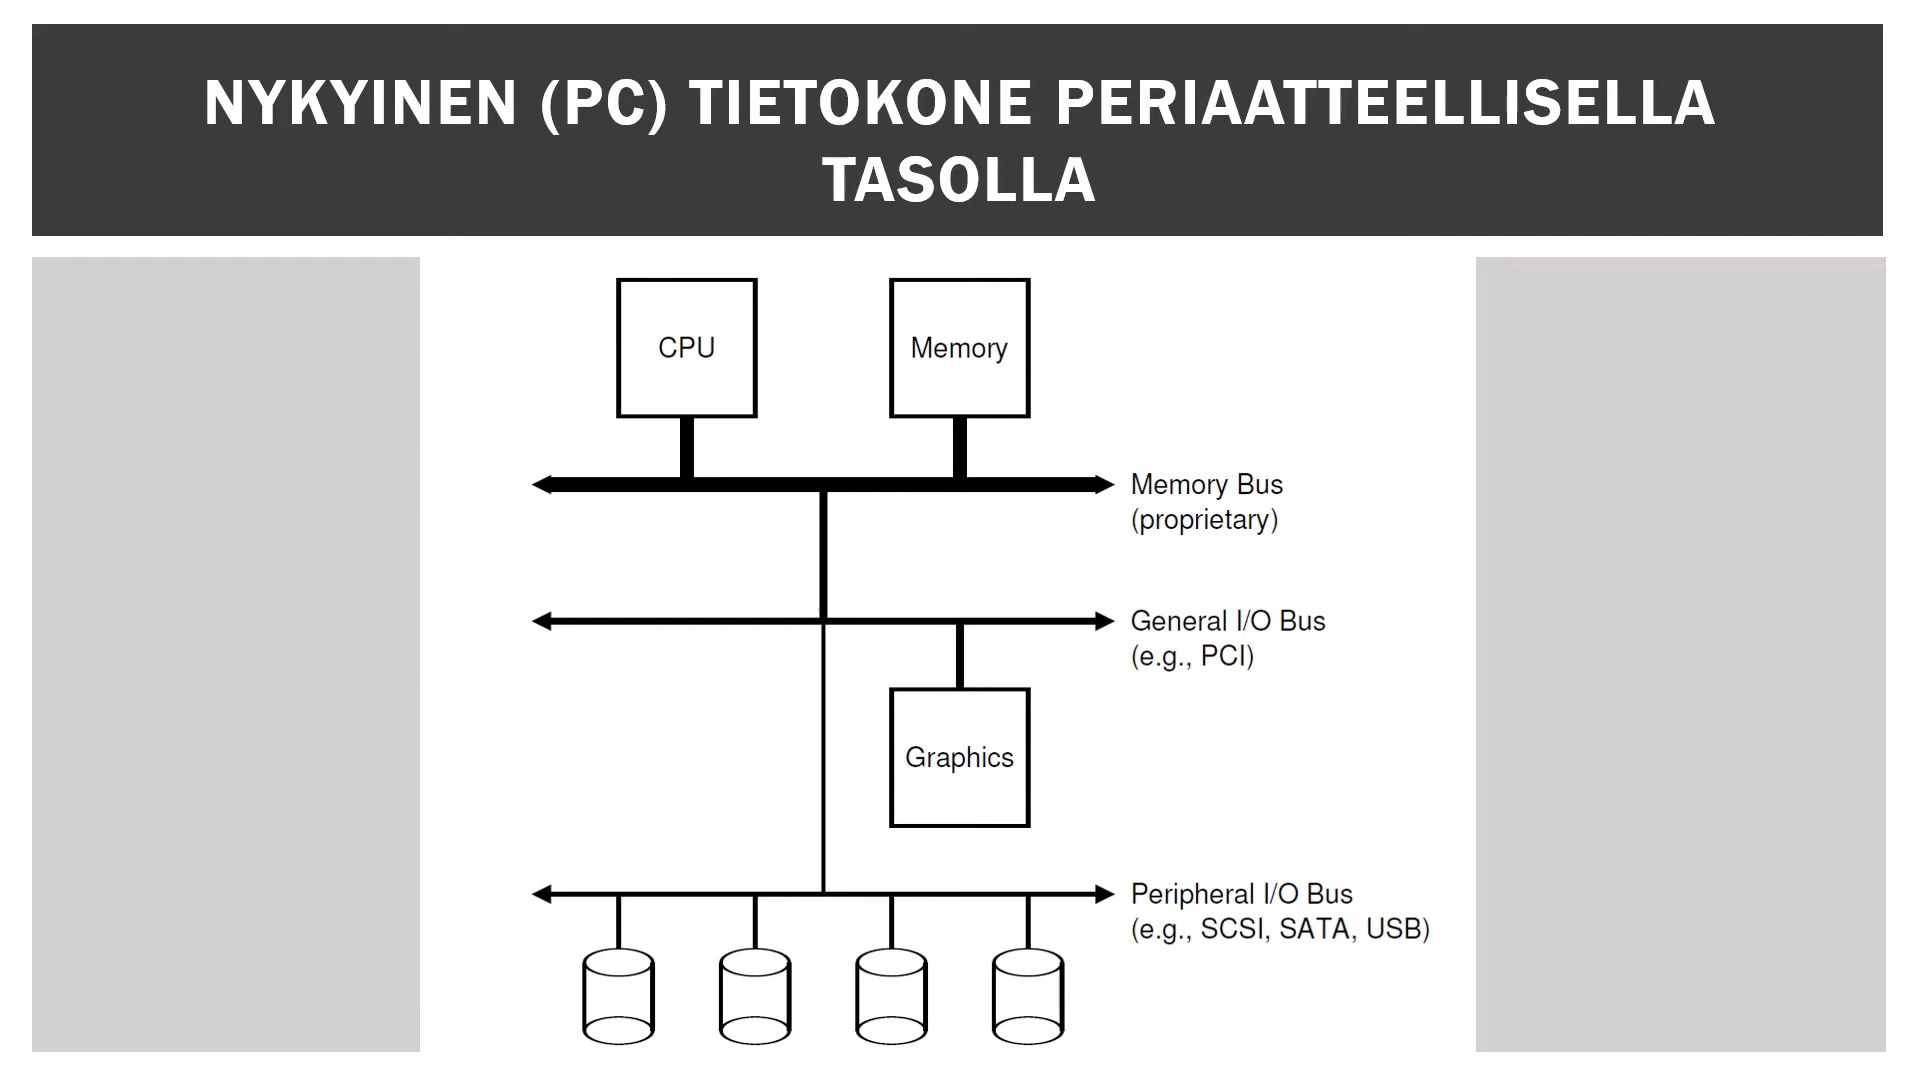 NYKYINEN (PC) TIETOKONE PERIAATTEELLISELLA
TASOLLA
CPU
Memory
Memory Bus
(proprietary)
General I/O Bus
(e.g., PCI)
Graphics
Peripheral I/O Bus
(e.g., SCSI, SATA, USB)